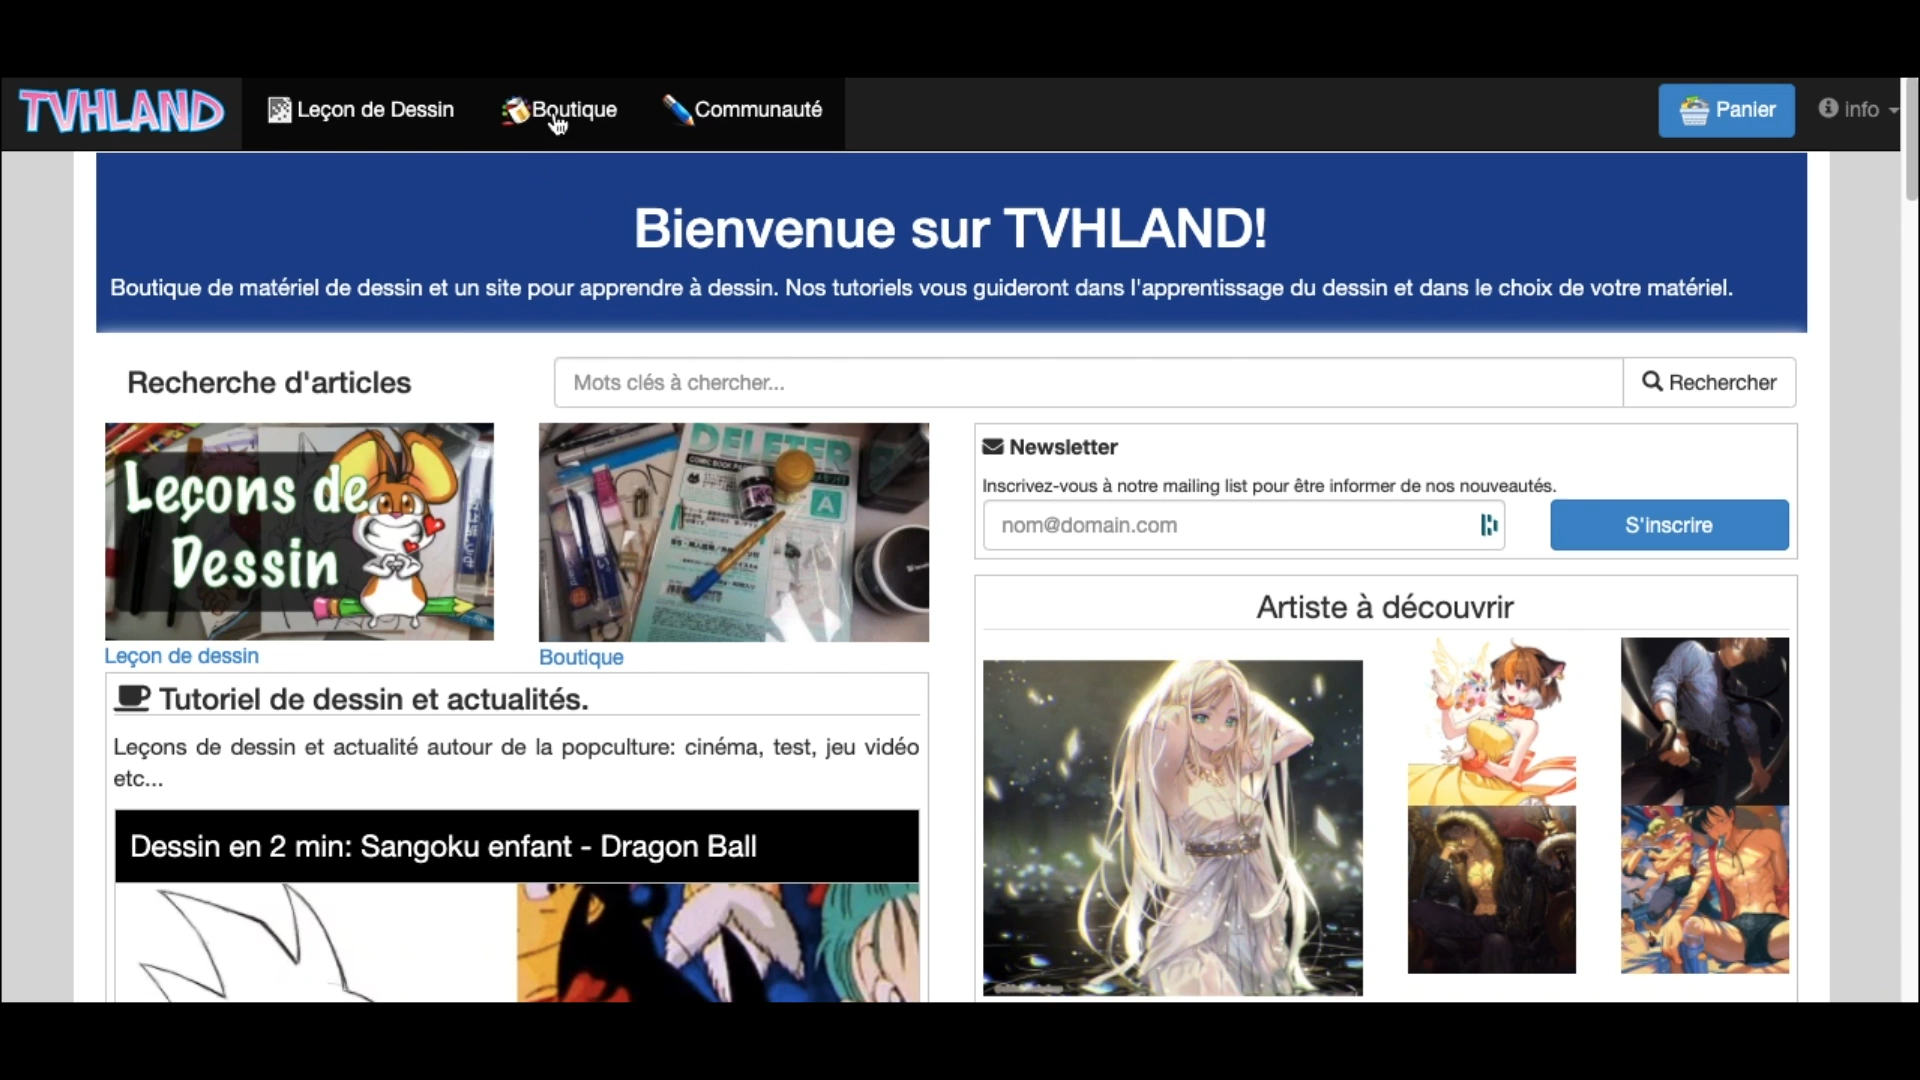 TVHLAND
Leçon de Dessin
Boutique
Communauté
Panier
info
Bienvenue sur TVHLAND!
Boutique de matériel de dessin et un site pour apprendre à dessin. Nos tutoriels vous guideront dans l'apprentissage du dessin et dans le choix de votre matériel.
Recherche d'articles
Mots clés à chercher...
Rechercher
Leçons de
Dessin
DELETER
A
Leçon de dessin
Boutique
Newsletter
Inscrivez-vous à notre mailing list pour être informer de nos nouveautés.
nom@domain.com
S'inscrire
Artiste à découvrir
Tutoriel de dessin et actualités.
Leçons de dessin et actualité autour de la popculture: cinéma, test, jeu vidéo
etc...
Dessin en 2 min: Sangoku enfant - Dragon Ball